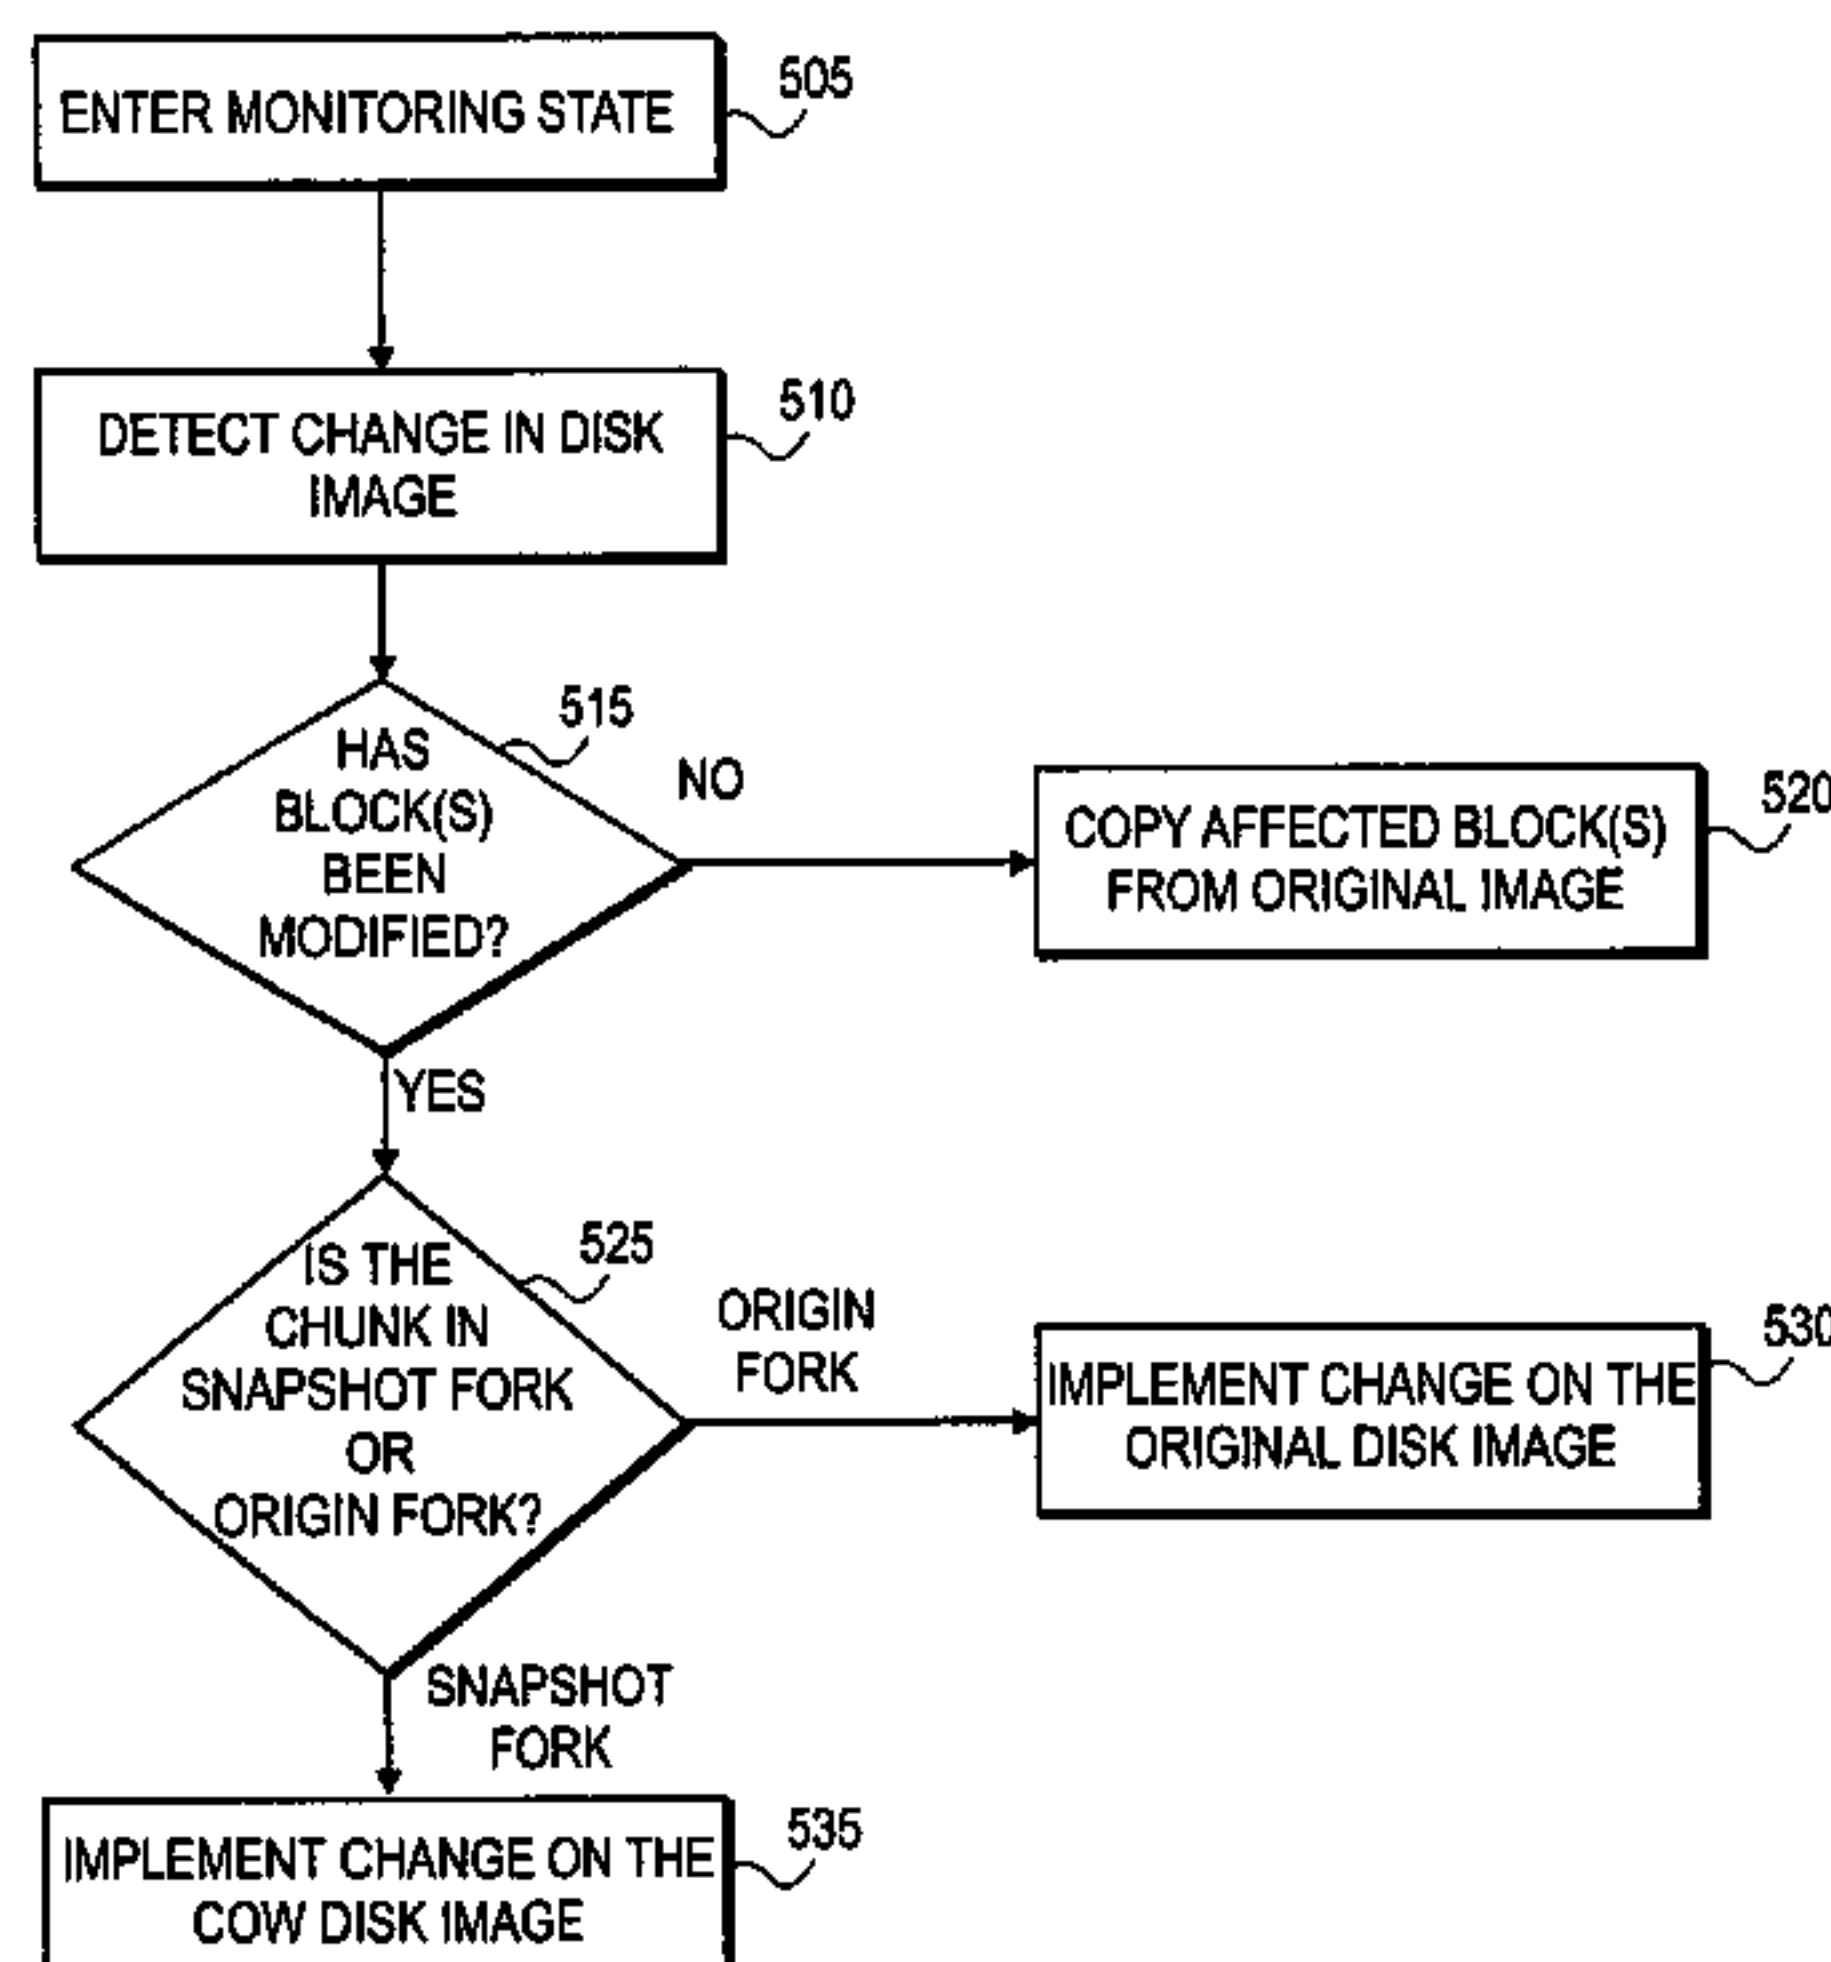 ENTER MONITORING STATE
505
DETECT CHANGE IN DISK
IMAGE
510
HAS
BLOCK(S)
BEEN
MODIFIED?
515
NO
COPY AFFECTED BLOCK(S)
FROM ORIGINAL IMAGE
520
YES
IS THE
CHUNK IN
SNAPSHOT FORK
OR
ORIGIN FORK?
525
ORIGIN
FORK
IMPLEMENT CHANGE ON THE
ORIGINAL DISK IMAGE
530
SNAPSHOT
FORK
IMPLEMENT CHANGE ON THE
COW DISK IMAGE
535